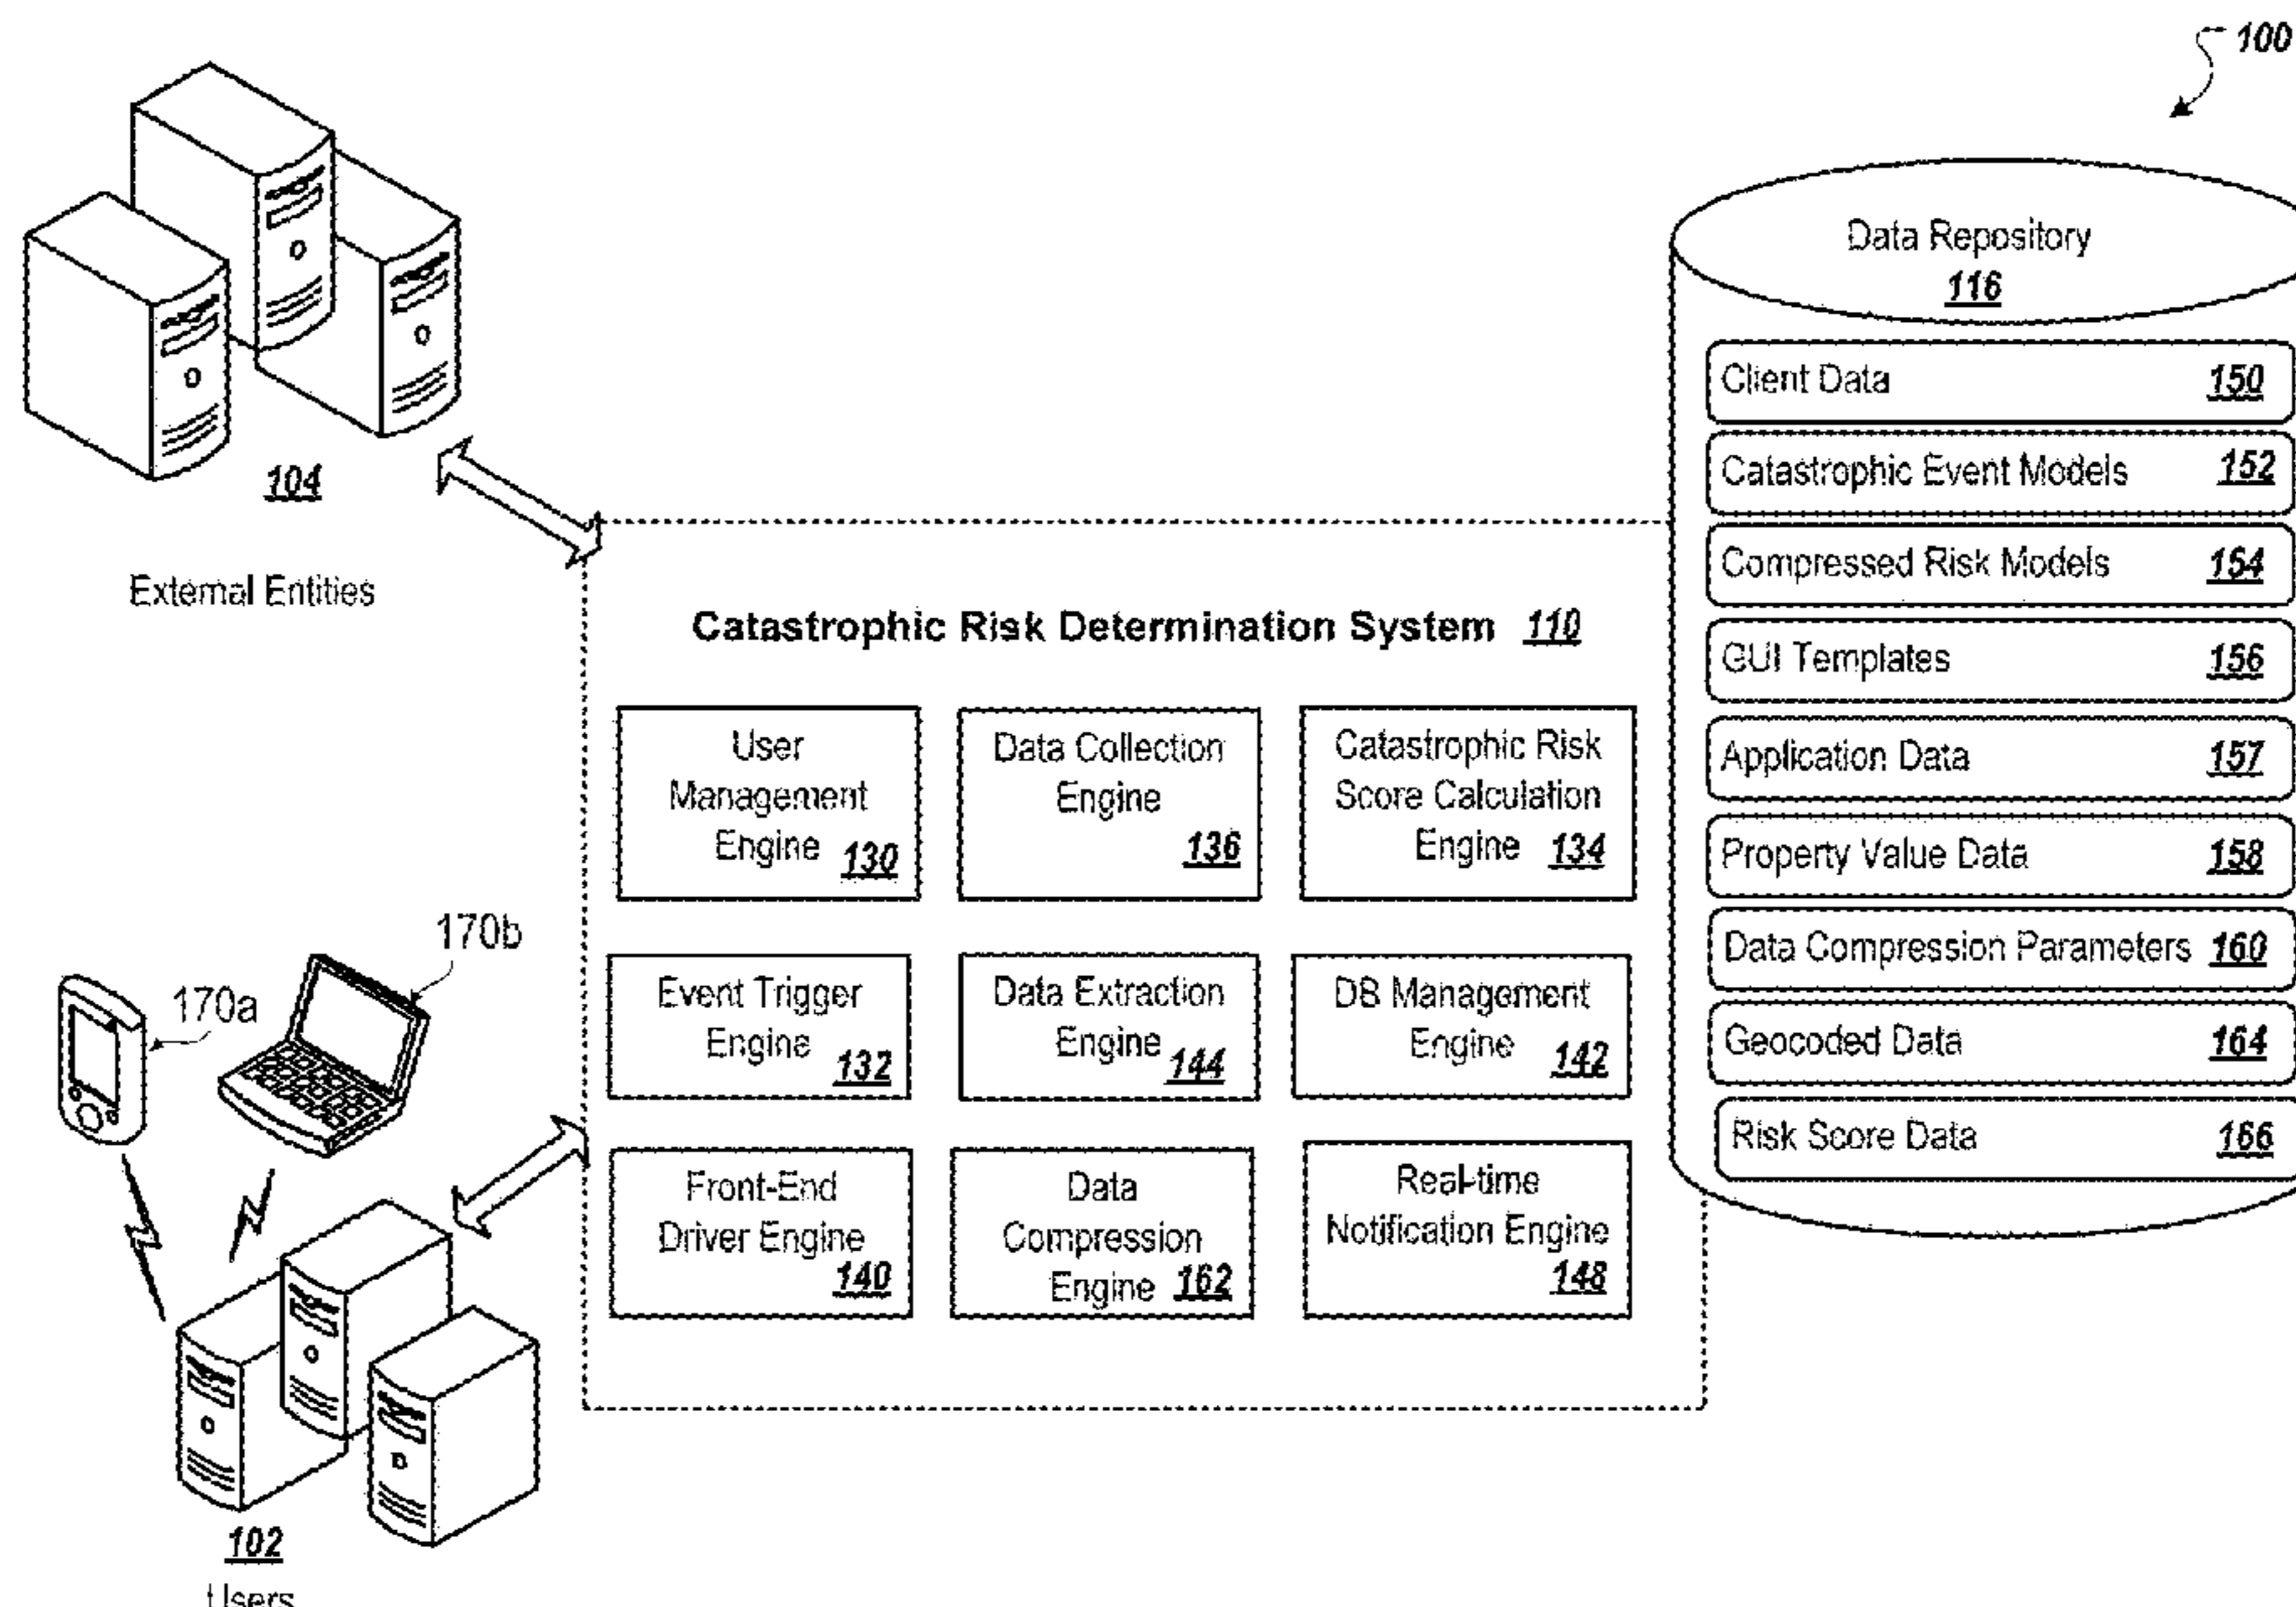 100
Data Repository
116
Client Data 150
Catastrophic Event Models 152
Compressed Risk Models 154
GUI Templates 156
Application Data 157
Property Value Data 158
Data Compression Parameters 160
Geocoded Data 164
Risk Score Data 166
104
External Entities
Catastrophic Risk Determination System 110
User
Management
Engine 130
Data Collection
Engine
136
Catastrophic Risk
Score Calculation
Engine 134
Event Trigger
Engine 132
Data Extraction
Engine 144
DB Management
Engine 142
Front-End
Driver Engine
140
Data
Compression
Engine 162
Real-time
Notification Engine
148
170b
170a
102
Users